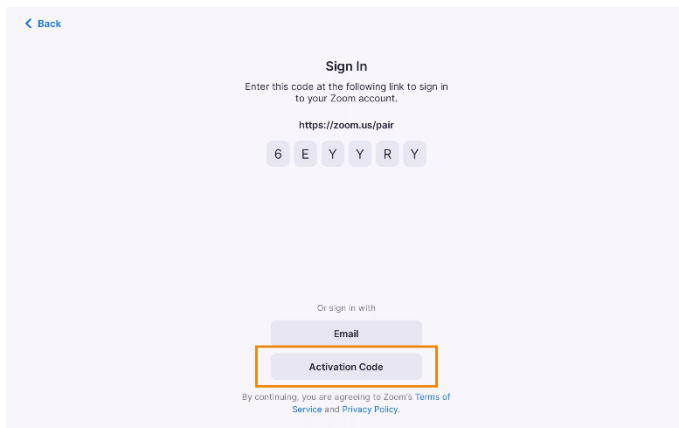 Back
Sign In
Enter this code at the following link to sign in
to your Zoom account.
https://zoom.us/pair
6 E Y Y R Y
Or sign in with
Email
Activation Code
By continuing, you are agreeing to Zoom's Terms of
Service and Privacy Policy.